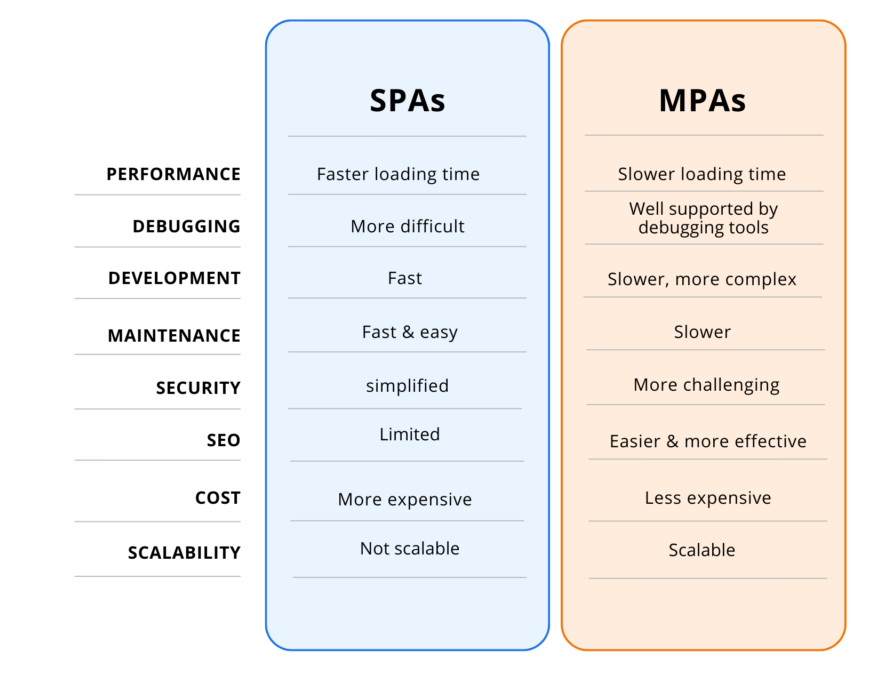 SPAs
MPAs
PERFORMANCE
Faster loading time
Slower loading time
DEBUGGING
More difficult
Well supported by
debugging tools
DEVELOPMENT
Fast
Slower, more complex
MAINTENANCE
Fast & easy
Slower
SECURITY
simplified
More challenging
SEO
Limited
Easier & more effective
COST
More expensive
Less expensive
SCALABILITY
Not scalable
Scalable